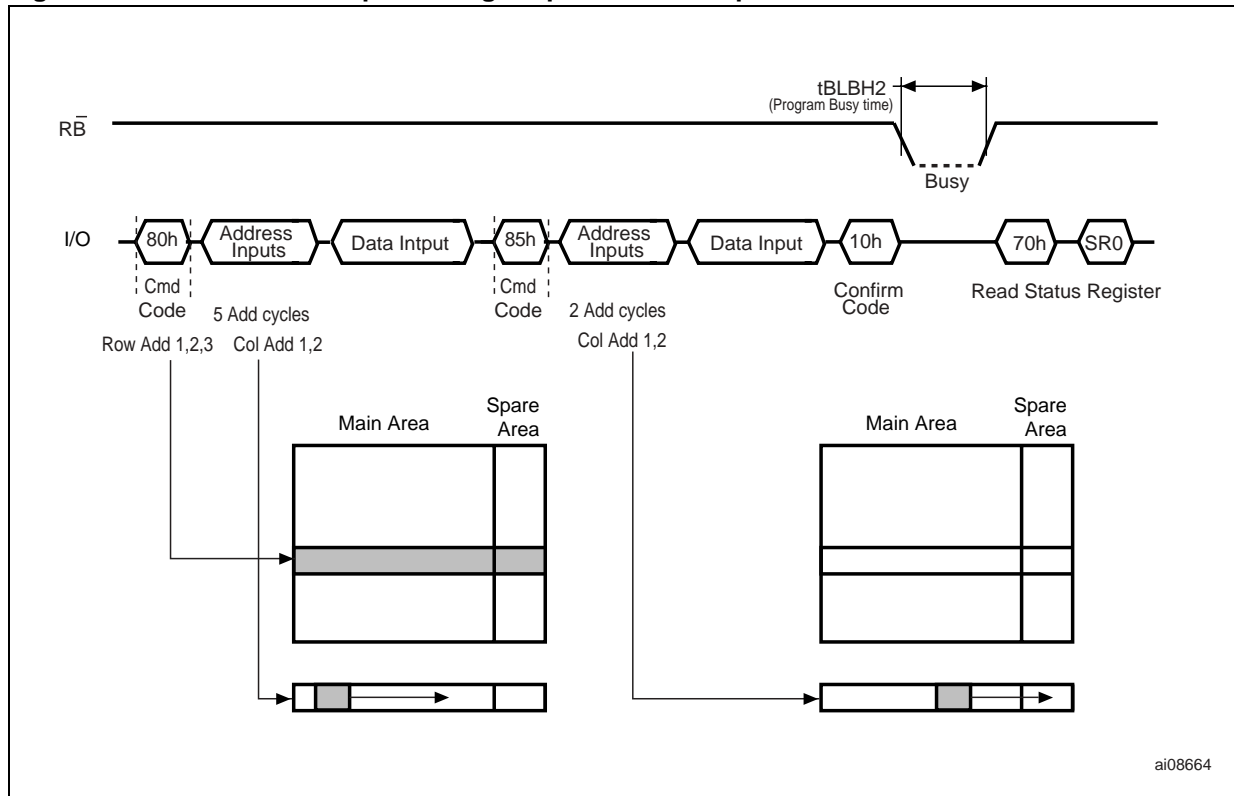 tBLBH2
(Program Busy time)
RB̅
Busy
I/O
80h
Address
Inputs
Data Intput
85h
Address
Inputs
Data Input
10h
70h
SR0
Cmd
Code
Cmd
Code
Confirm
Code
Read Status Register
5 Add cycles
2 Add cycles
Row Add 1,2,3
Col Add 1,2
Col Add 1,2
Main Area
Spare
Area
Main Area
Spare
Area
ai08664